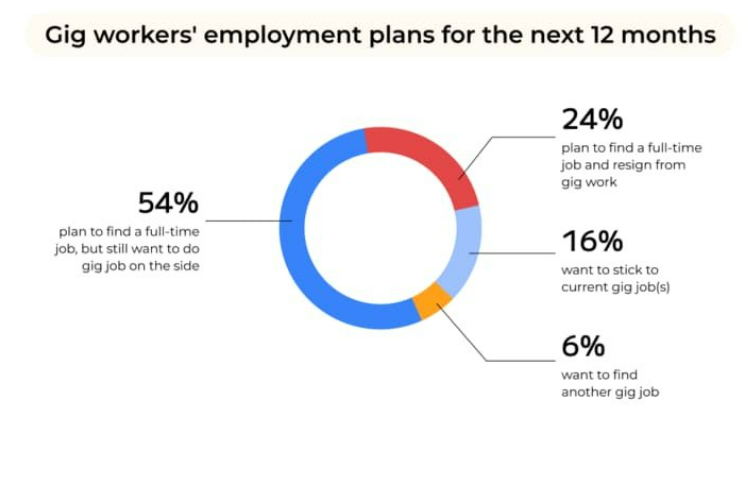 Gig workers' employment plans for the next 12 months
54%
plan to find a full-time
job, but still want to do
gig job on the side
24%
plan to find a full-time
job and resign from
gig work
16%
want to stick to
current gig job(s)
6%
want to find
another gig job